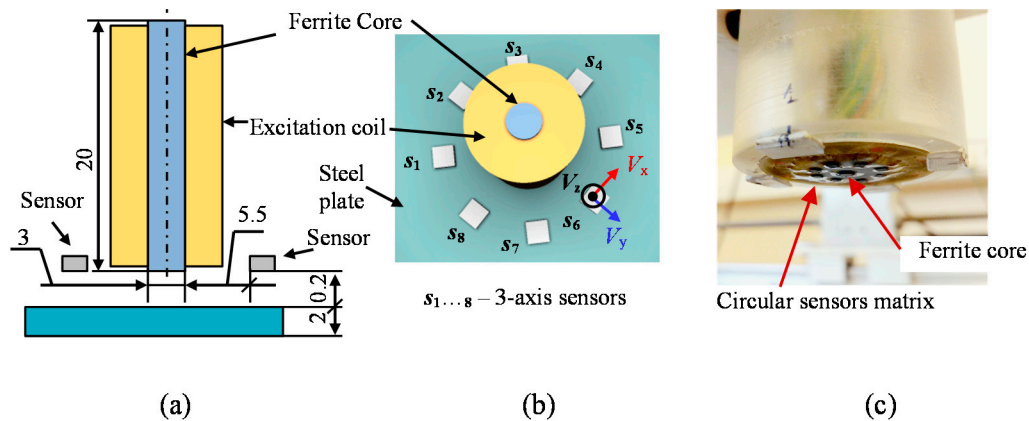 Ferrite Core
Excitation coil
20
Sensor
3
5.5
Sensor
0.2
2
Steel
plate
s3
s4
s2
s5
s1
Vx
Vz
s6
Vy
s8
s7
s1…8 – 3-axis sensors
Ferrite core
Circular sensors matrix
(a)
(b)
(c)